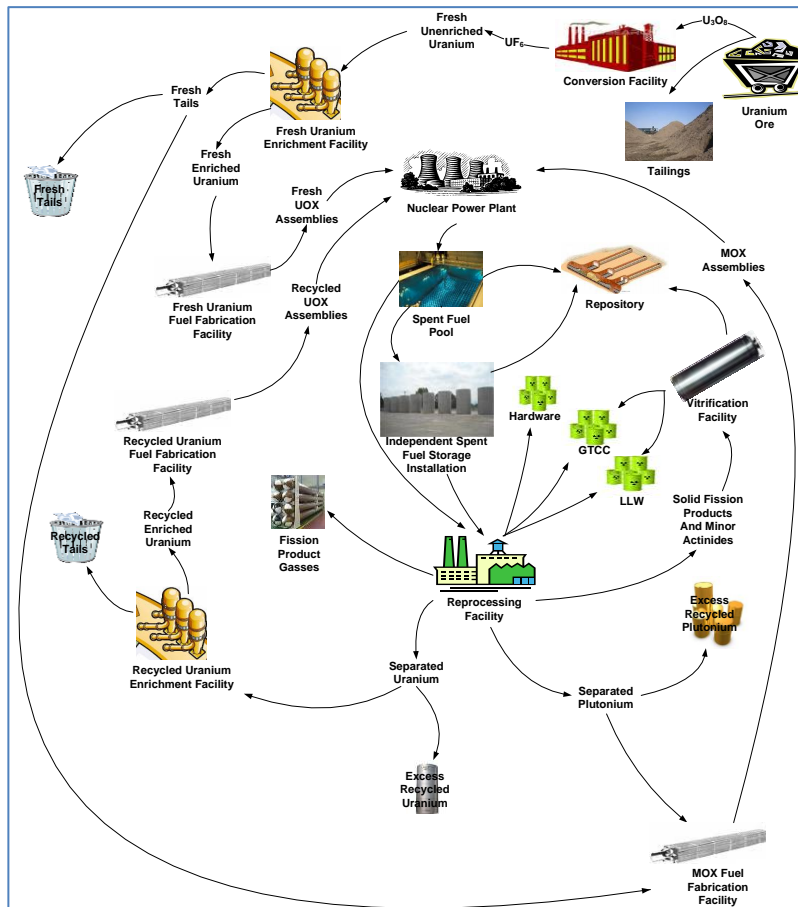 Fresh
Unenriched
Uranium
UF6
U3O8
Conversion Facility
Uranium
Ore
Tailings
Fresh
Tails
Fresh Uranium
Enrichment Facility
Fresh
Tails
Fresh
Enriched
Uranium
Fresh
UOX
Assemblies
Nuclear Power Plant
MOX
Assemblies
Fresh Uranium
Fuel Fabrication
Facility
Recycled
UOX
Assemblies
Spent Fuel
Pool
Repository
Recycled Uranium
Fuel Fabrication
Facility
Independent Spent
Fuel Storage
Installation
Hardware
GTCC
LLW
Vitrification
Facility
Recycled
Tails
Recycled
Enriched
Uranium
Fission
Product
Gasses
Solid Fission
Products
And Minor
Actinides
Reprocessing
Facility
Excess
Recycled
Plutonium
Recycled Uranium
Enrichment Facility
Separated
Uranium
Separated
Plutonium
Excess
Recycled
Uranium
MOX Fuel
Fabrication
Facility